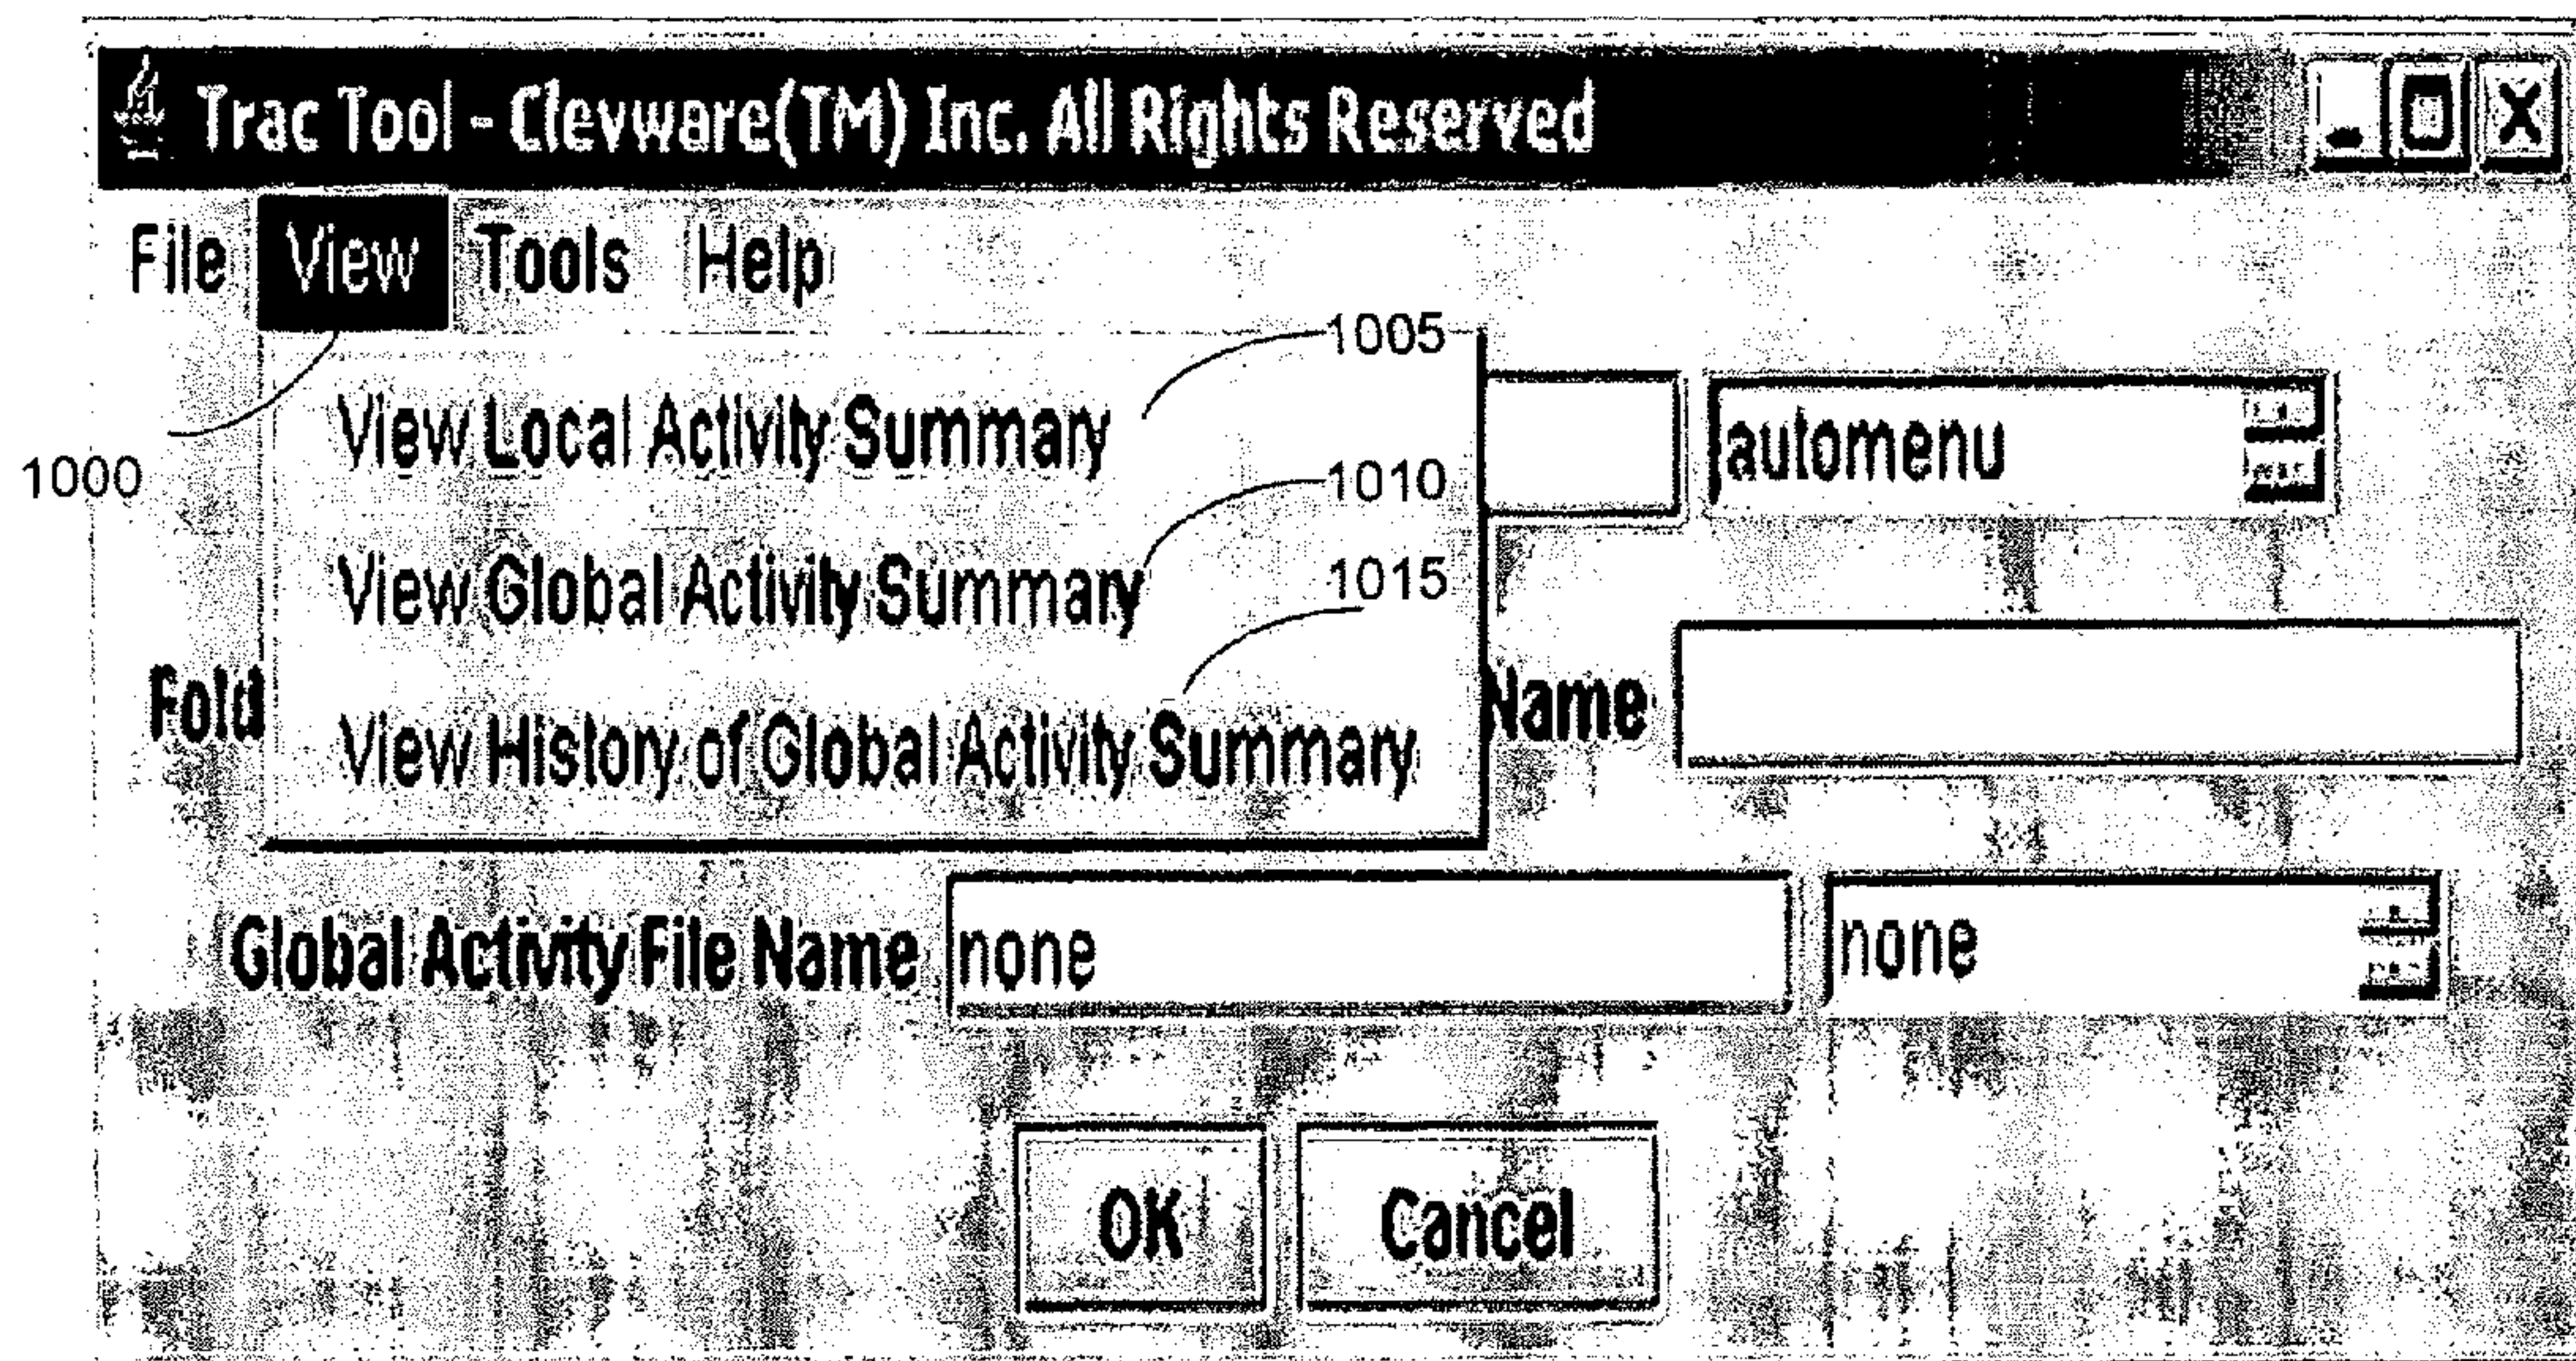 Trac Tool - Clevware(TM) Inc. All Rights Reserved
File View Tools Help
1005
View Local Activity Summary
automenu
1000
1010
View Global Activity Summary
1015
Fold
Name
View History of Global Activity Summary
Global Activity File Name none none
OK Cancel